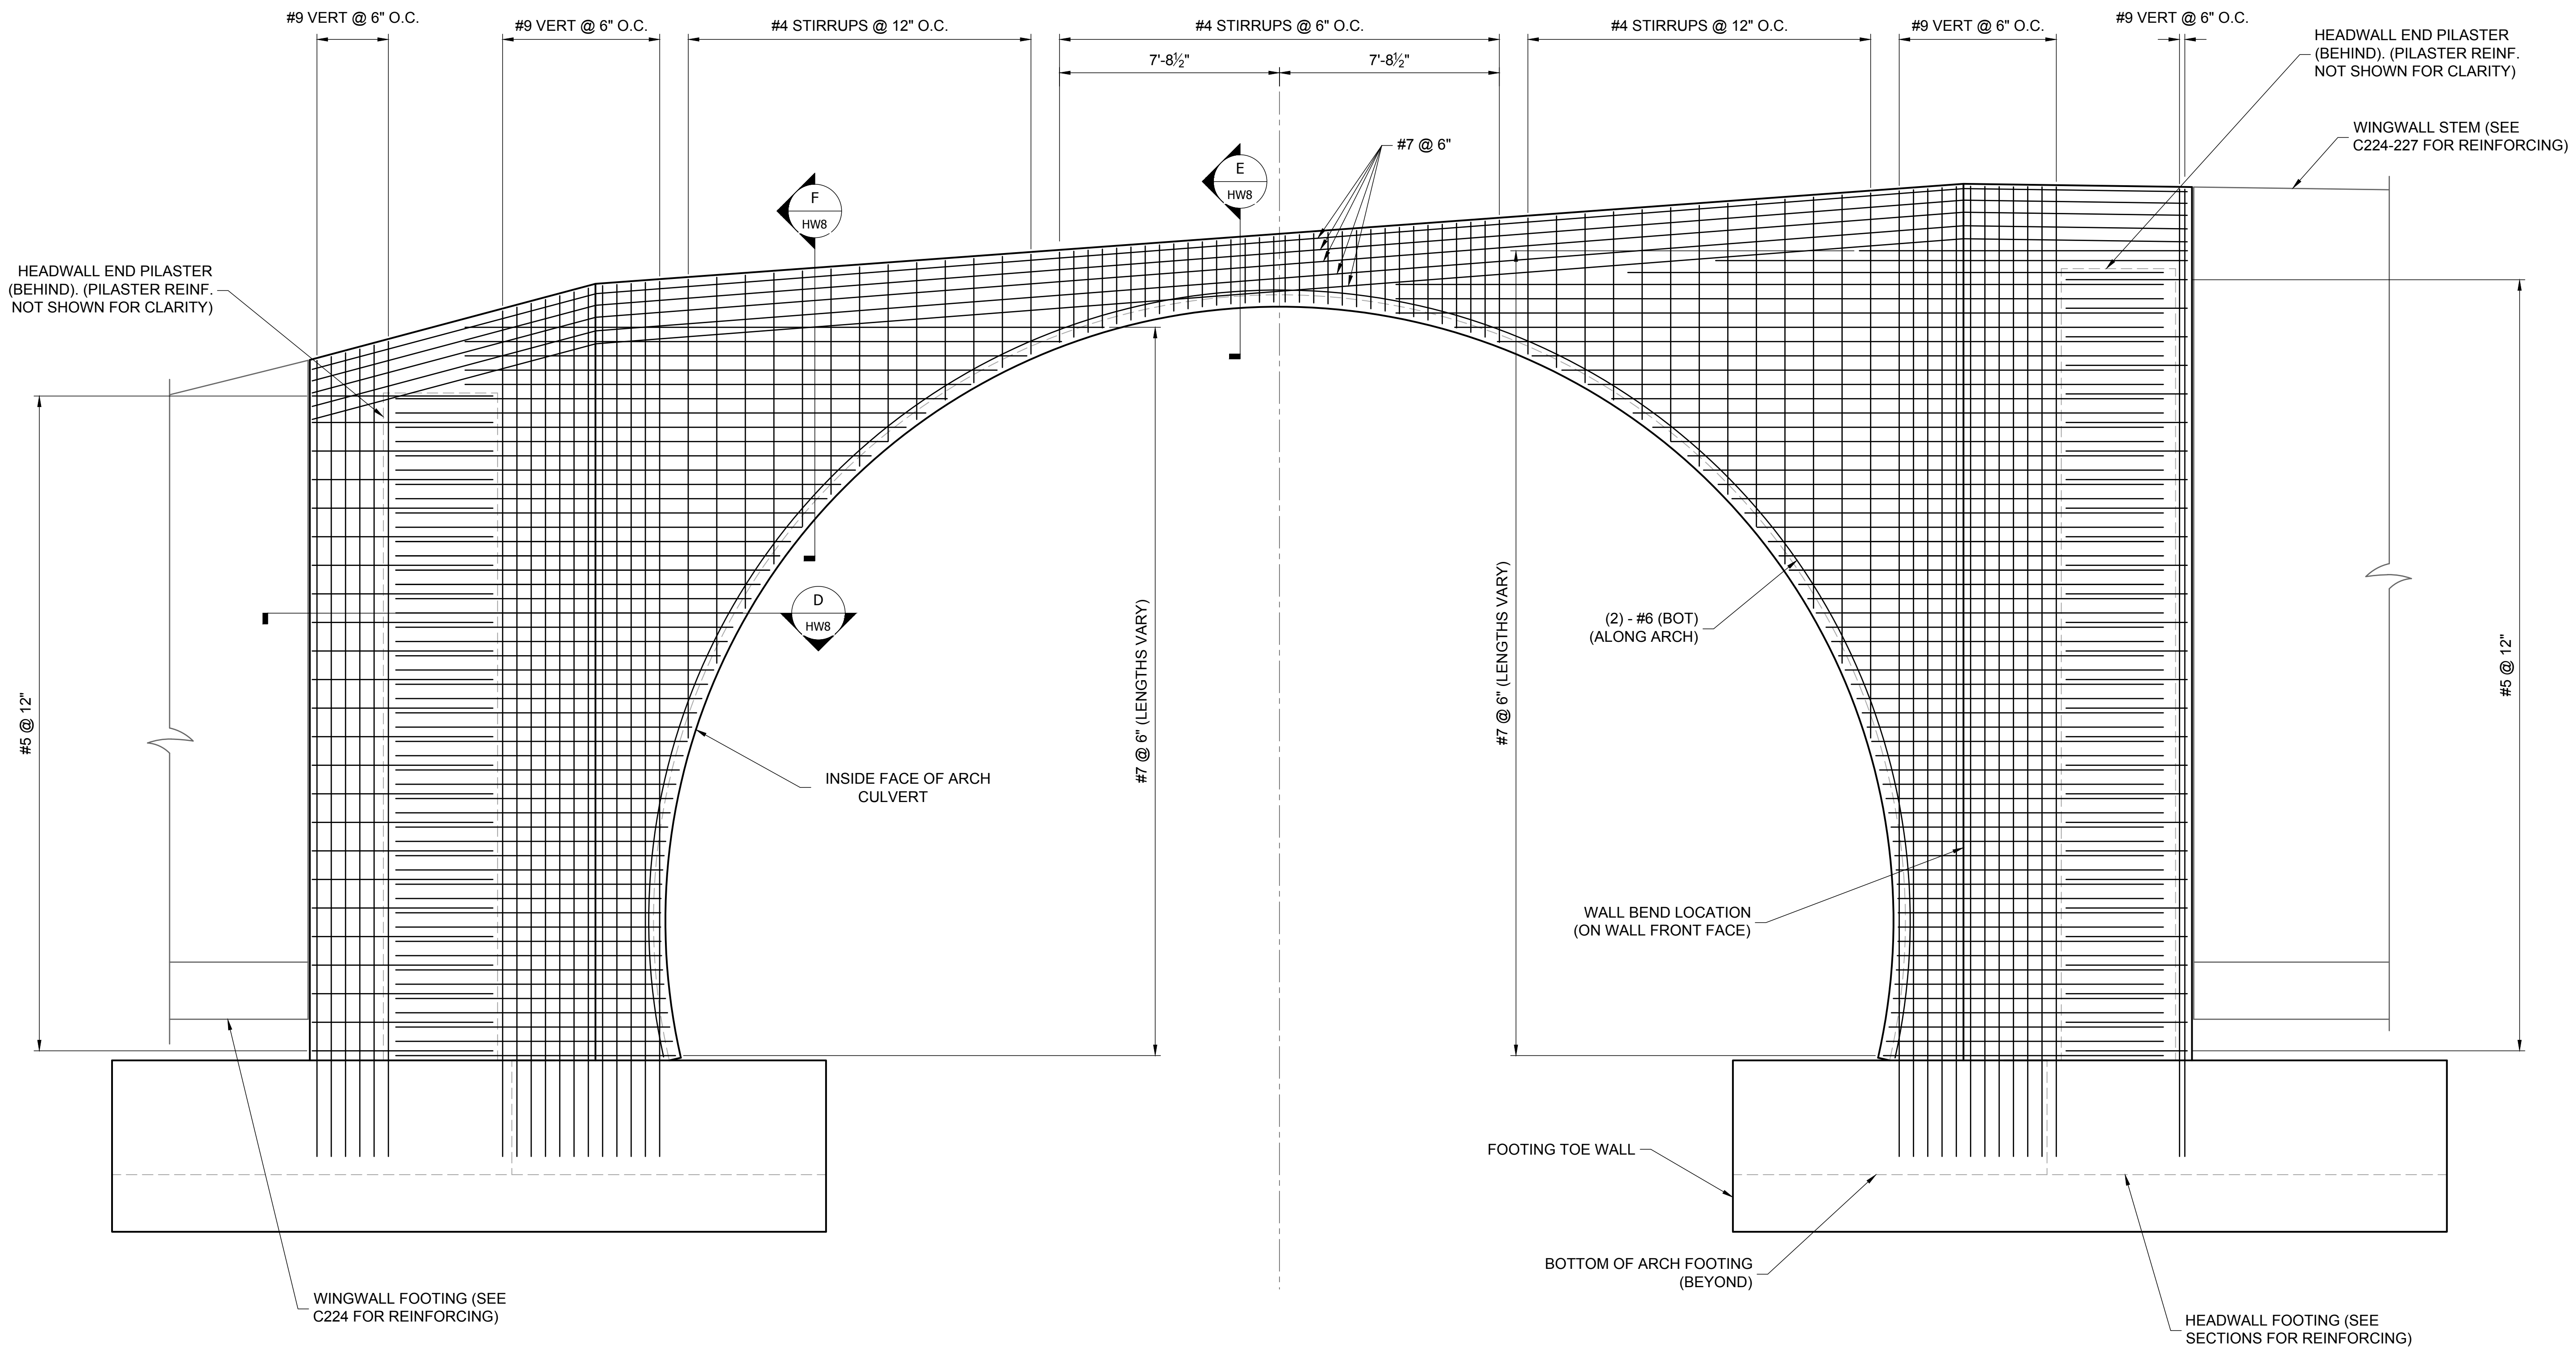 #9 VERT @ 6" O.C.
#9 VERT @ 6" O.C.
#4 STIRRUPS @ 12" O.C.
#4 STIRRUPS @ 6" O.C.
#4 STIRRUPS @ 12" O.C.
#9 VERT @ 6" O.C.
#9 VERT @ 6" O.C.
7'-8½"
7'-8½"
HEADWALL END PILASTER
(BEHIND). (PILASTER REINF.
NOT SHOWN FOR CLARITY)
WINGWALL STEM (SEE
C224-227 FOR REINFORCING)
#7 @ 6"
E
HW8
F
HW8
HEADWALL END PILASTER
(BEHIND). (PILASTER REINF.
NOT SHOWN FOR CLARITY)
D
HW8
(2) - #6 (BOT)
(ALONG ARCH)
#5 @ 12"
#7 @ 6" (LENGTHS VARY)
#7 @ 6" (LENGTHS VARY)
#5 @ 12"
INSIDE FACE OF ARCH
CULVERT
WALL BEND LOCATION
(ON WALL FRONT FACE)
FOOTING TOE WALL
BOTTOM OF ARCH FOOTING
(BEYOND)
WINGWALL FOOTING (SEE
C224 FOR REINFORCING)
HEADWALL FOOTING (SEE
SECTIONS FOR REINFORCING)